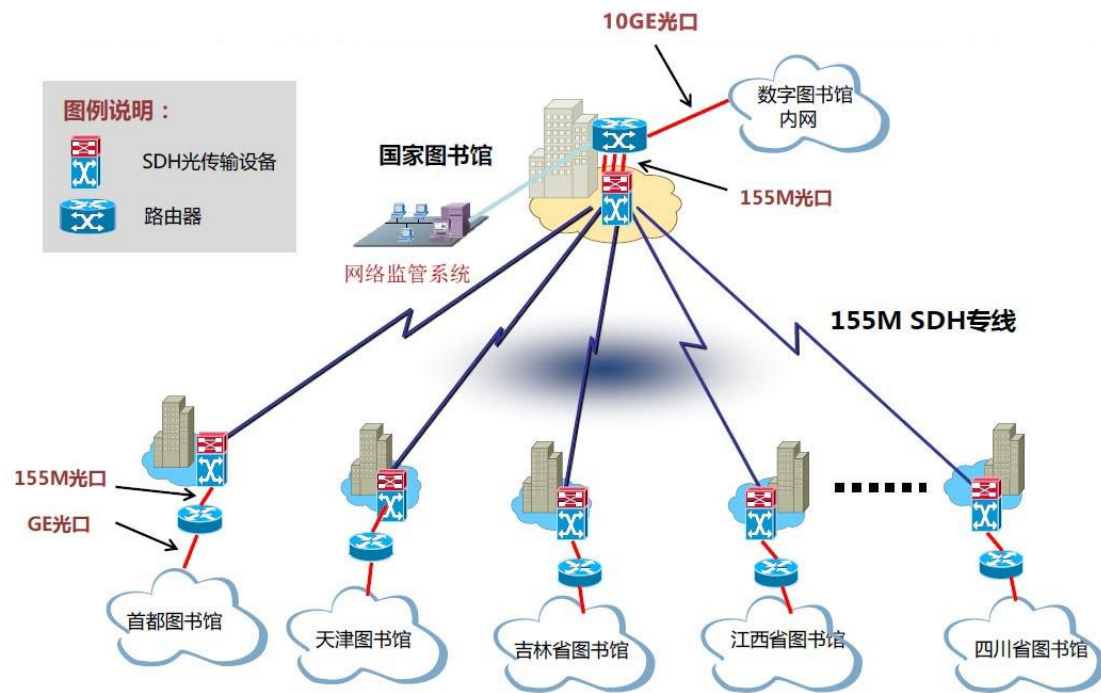 10GE光口
图例说明：
SDH光传输设备
路由器
国家图书馆
数字图书馆
内网
155M光口
网络监管系统
155M SDH专线
155M光口
GE光口
首都图书馆
天津图书馆
吉林省图书馆
江西省图书馆
四川省图书馆